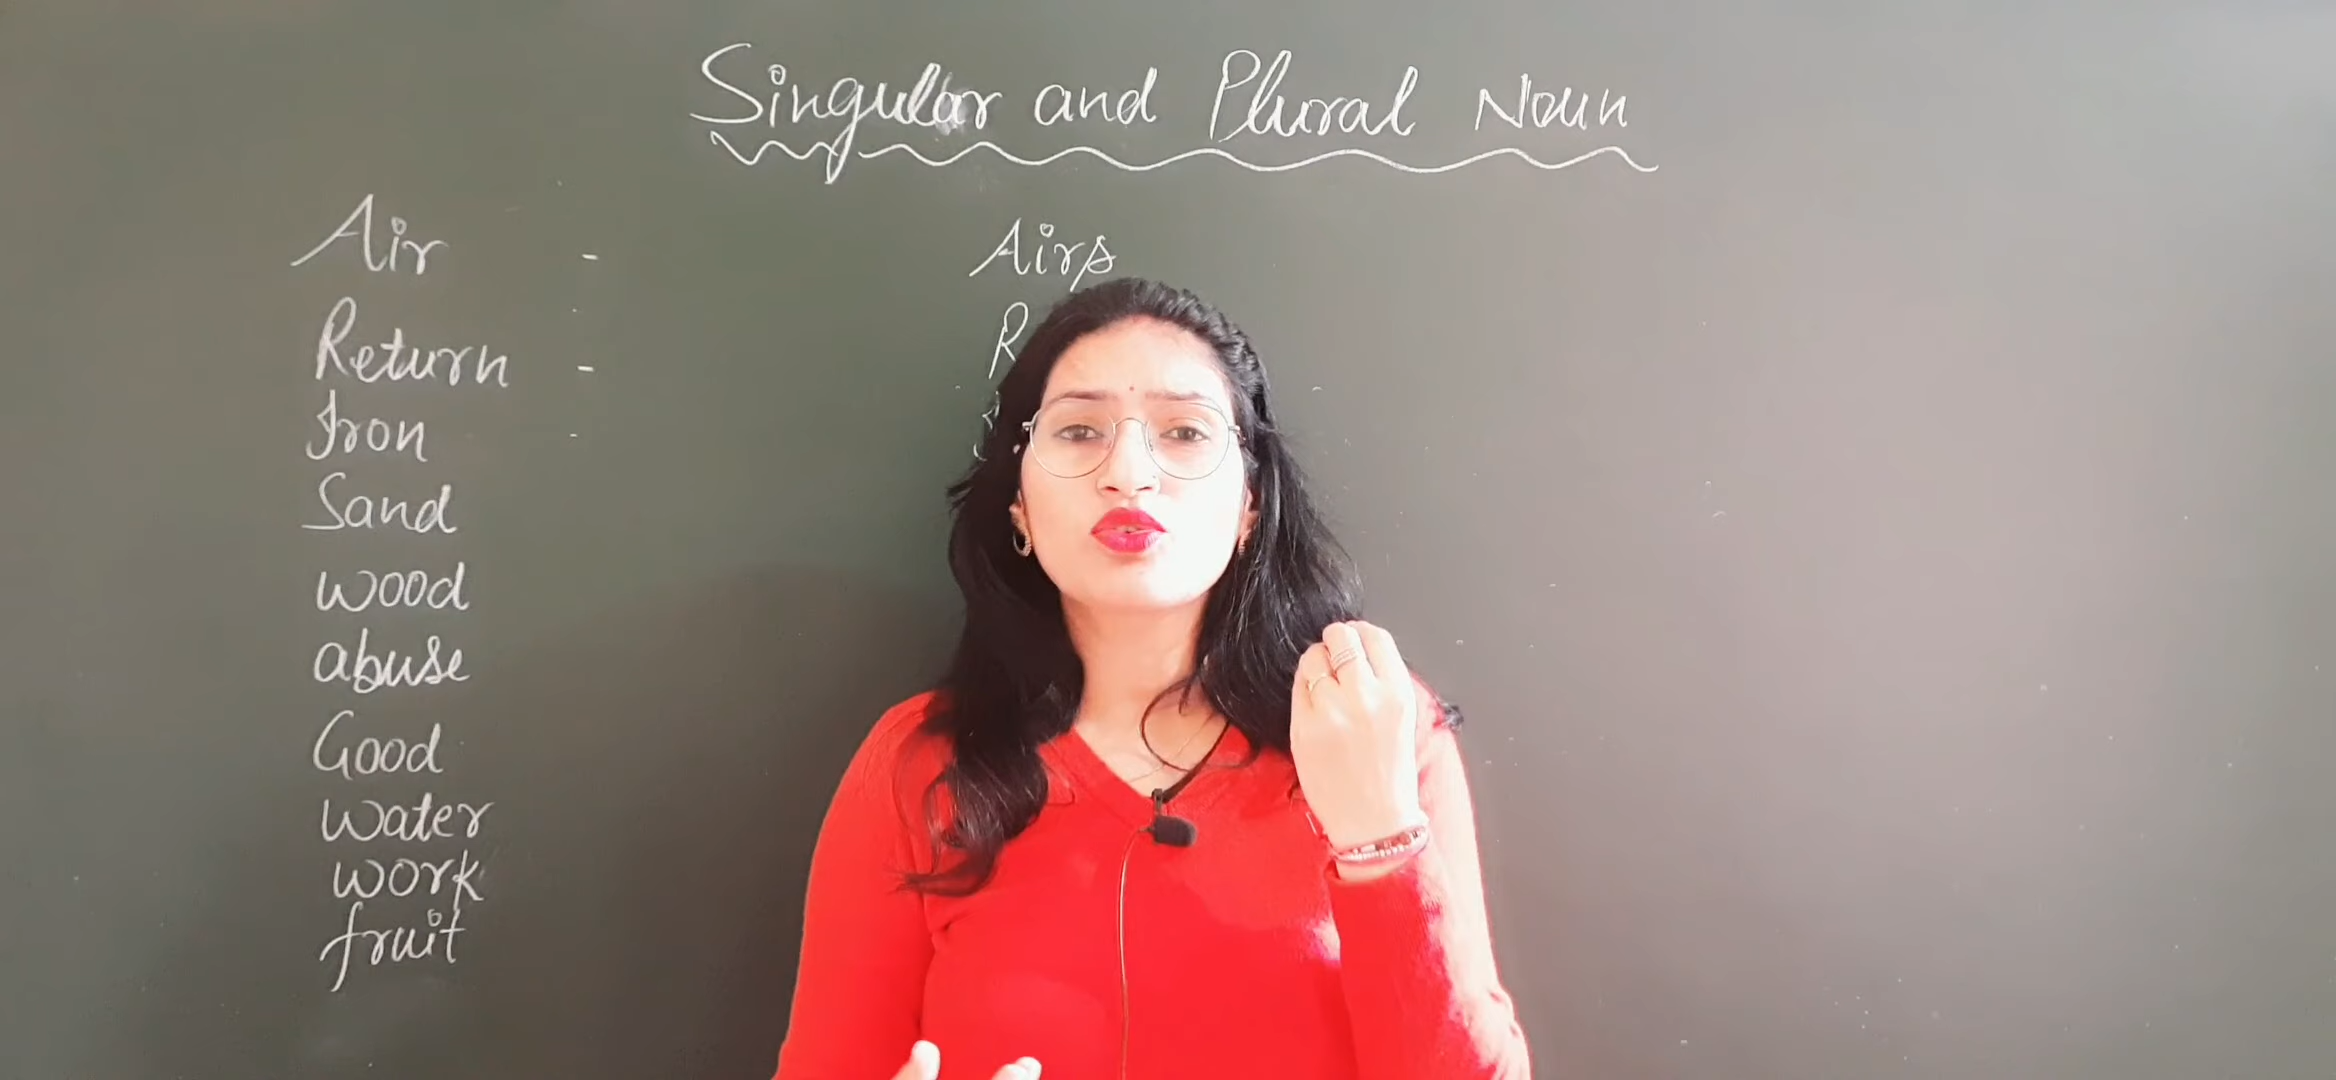 Singular and Plural Noun
Air - Airs
Return -
Iron -
Sand
wood
abuse
Good
water
work
fruit